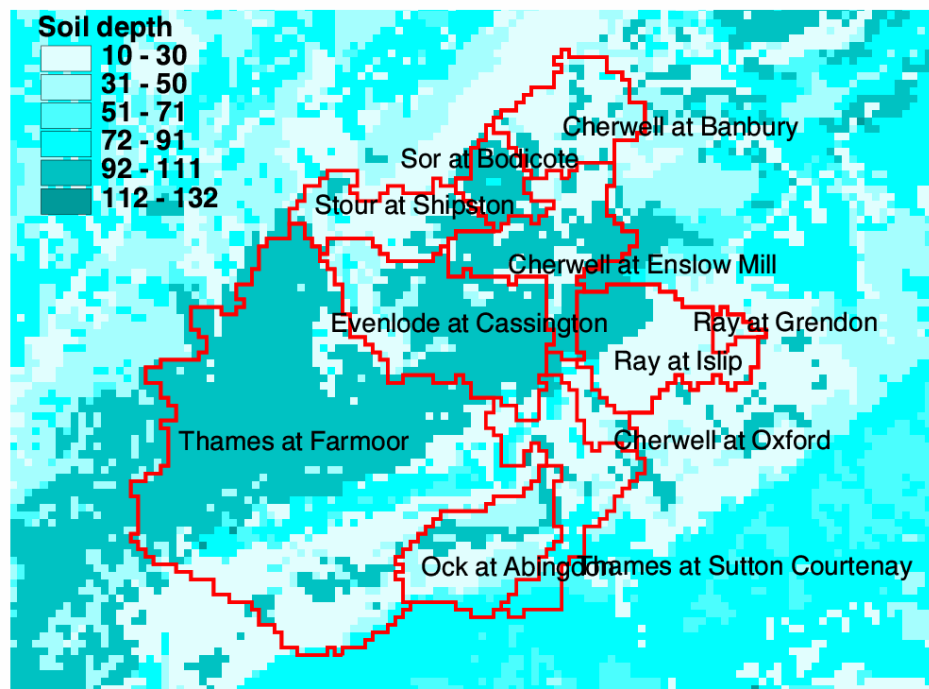 Soil depth
10 - 30
31 - 50
51 - 71
72 - 91
92 - 111
112 - 132
Cherwell at Banbury
Sor at Bodicote
Stour at Shipston
Cherwell at Enslow Mill
Evenlode at Cassington
Ray at Grendon
Ray at Islip
Thames at Farmoor
Cherwell at Oxford
Ock at Abingdon
Thames at Sutton Courtenay